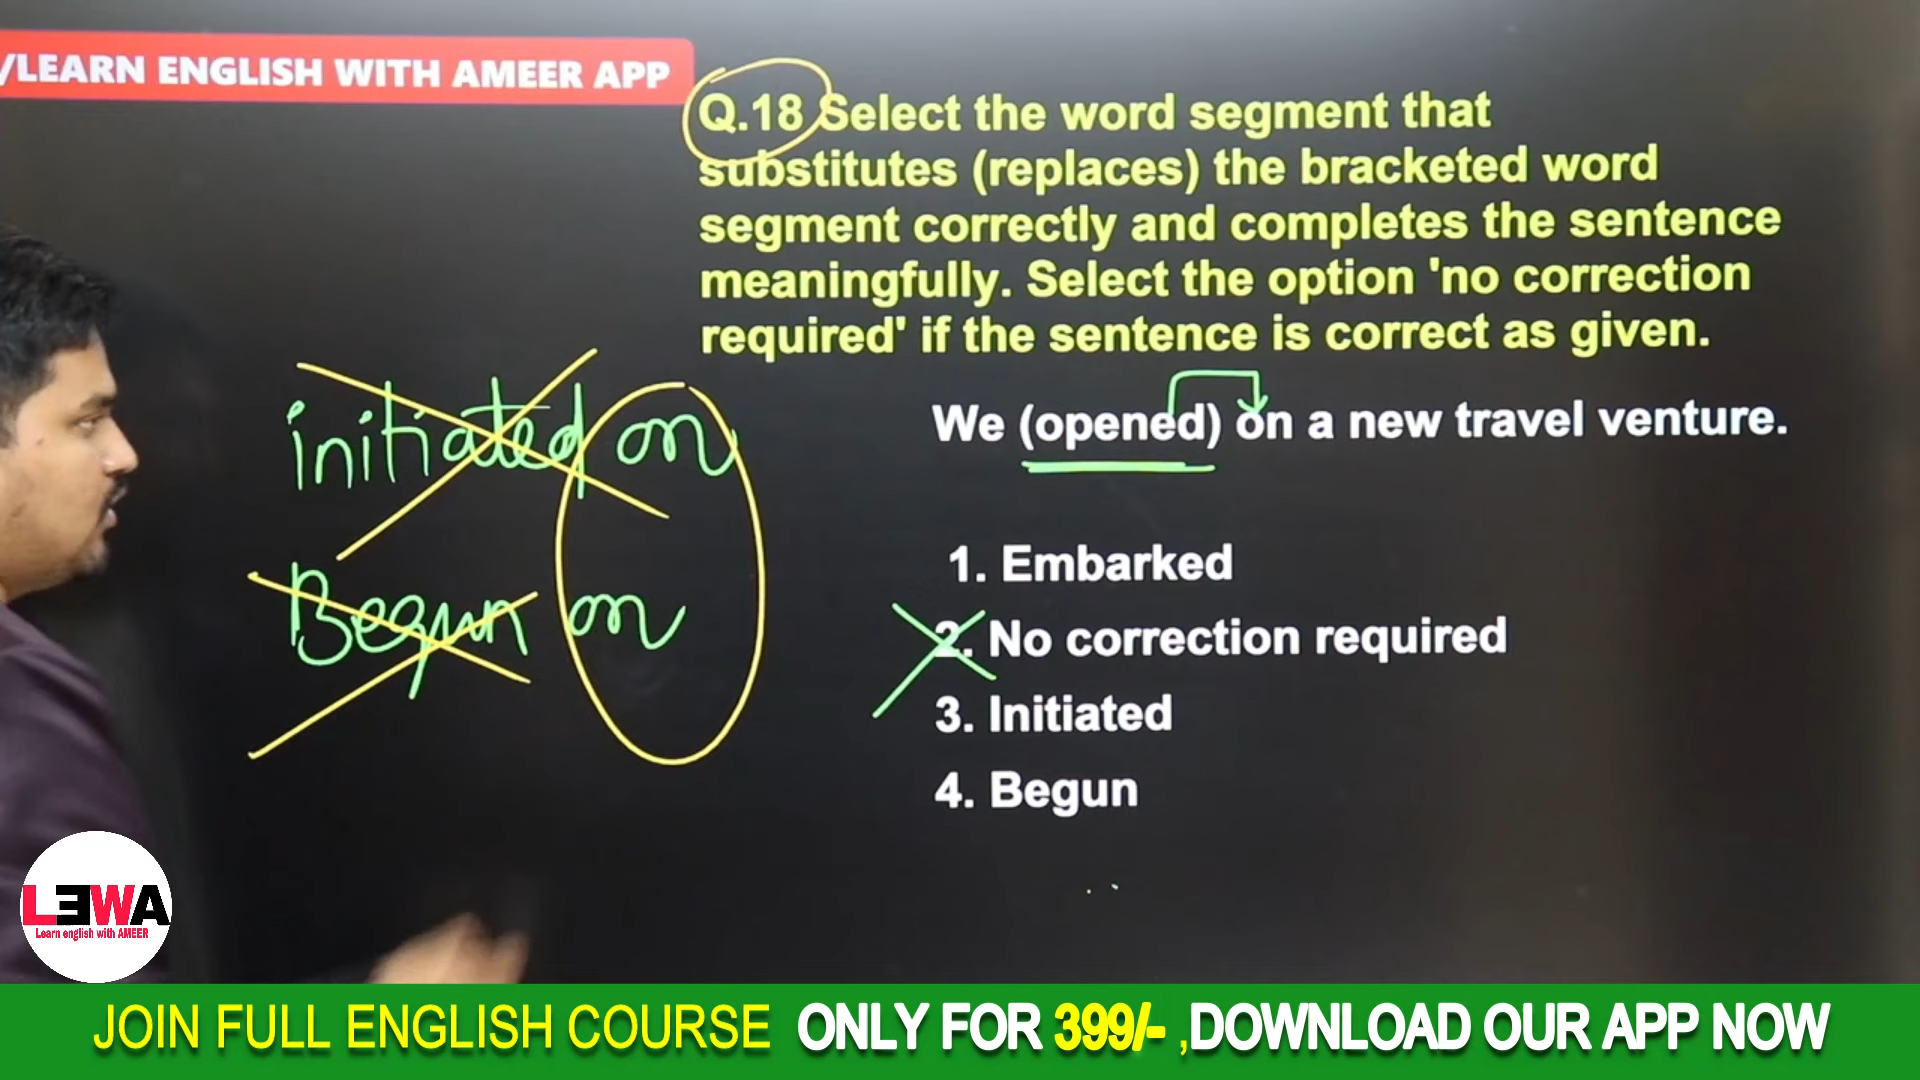 /LEARN ENGLISH WITH AMEER APP
Q.18 Select the word segment that
substitutes (replaces) the bracketed word
segment correctly and completes the sentence
meaningfully. Select the option 'no correction
required' if the sentence is correct as given.
We (opened) on a new travel venture.
initiated on
Begun on
1. Embarked
2. No correction required
3. Initiated
4. Begun
LEWA
Learn english with AMEER
JOIN FULL ENGLISH COURSE ONLY FOR 399/- ,DOWNLOAD OUR APP NOW